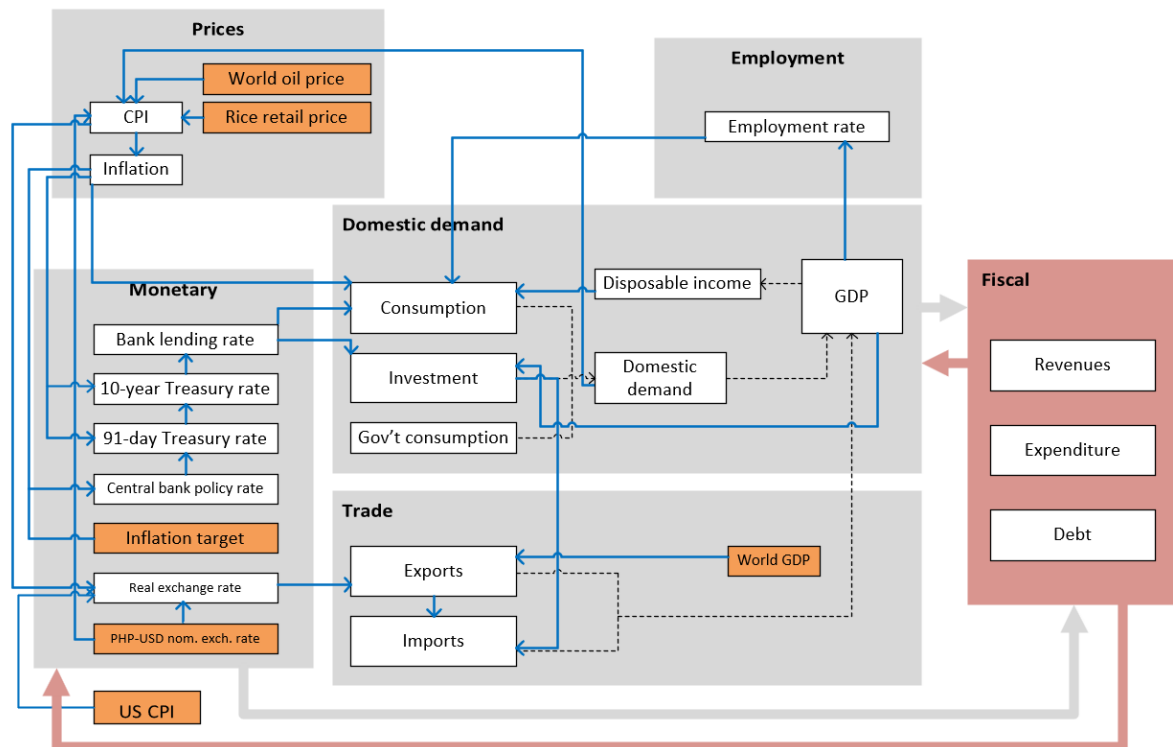 Prices
World oil price
CPI
Rice retail price
Inflation
Employment
Employment rate
Domestic demand
Disposable income
GDP
Consumption
Domestic
demand
Investment
Gov't consumption
Monetary
Bank lending rate
10-year Treasury rate
91-day Treasury rate
Central bank policy rate
Inflation target
Real exchange rate
PHP-USD nom. exch. rate
US CPI
Trade
Exports
World GDP
Imports
Fiscal
Revenues
Expenditure
Debt